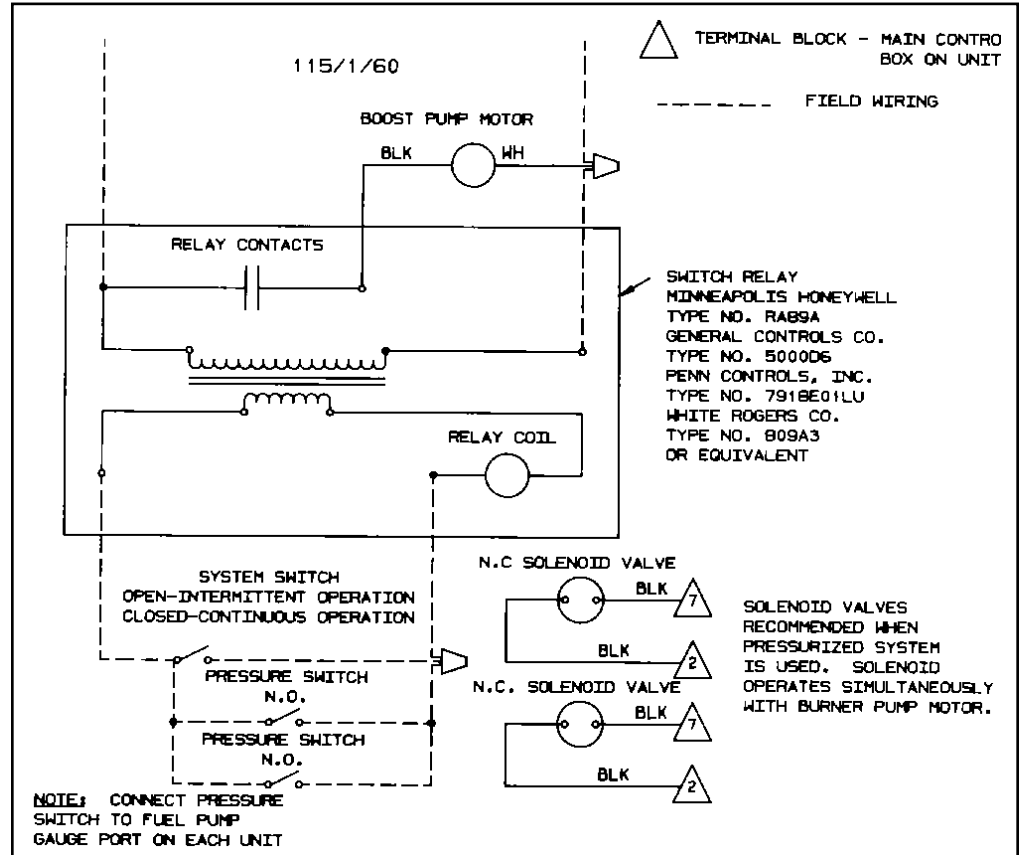 115/1/60
TERMINAL BLOCK - MAIN CONTRO
BOX ON UNIT
FIELD WIRING
BOOST PUMP MOTOR
BLK
WH
RELAY CONTACTS
SWITCH RELAY
MINNEAPOLIS HONEYWELL
TYPE NO. RA89A
GENERAL CONTROLS CO.
TYPE NO. 5000D6
PENN CONTROLS, INC.
TYPE NO. 7918E01LU
WHITE ROGERS CO.
TYPE NO. 809A3
OR EQUIVALENT
RELAY COIL
SYSTEM SWITCH
OPEN-INTERMITTENT OPERATION
CLOSED-CONTINUOUS OPERATION
PRESSURE SWITCH
N.O.
PRESSURE SWITCH
N.O.
NOTE: CONNECT PRESSURE
SWITCH TO FUEL PUMP
GAUGE PORT ON EACH UNIT
N.C SOLENOID VALVE
BLK
7
BLK
2
N.C. SOLENOID VALVE
BLK
7
BLK
2
SOLENOID VALVES
RECOMMENDED WHEN
PRESSURIZED SYSTEM
IS USED. SOLENOID
OPERATES SIMULTANEOUSLY
WITH BURNER PUMP MOTOR.